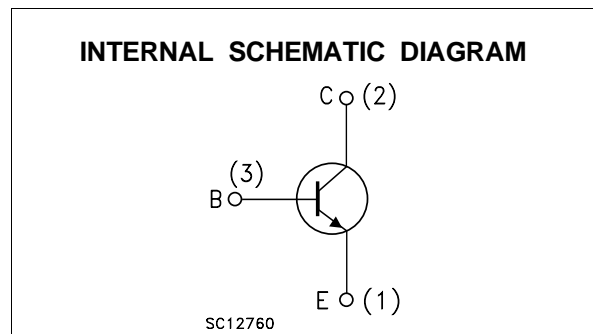 INTERNAL SCHEMATIC DIAGRAM
C (2)
(3)
B
E (1)
SC12760